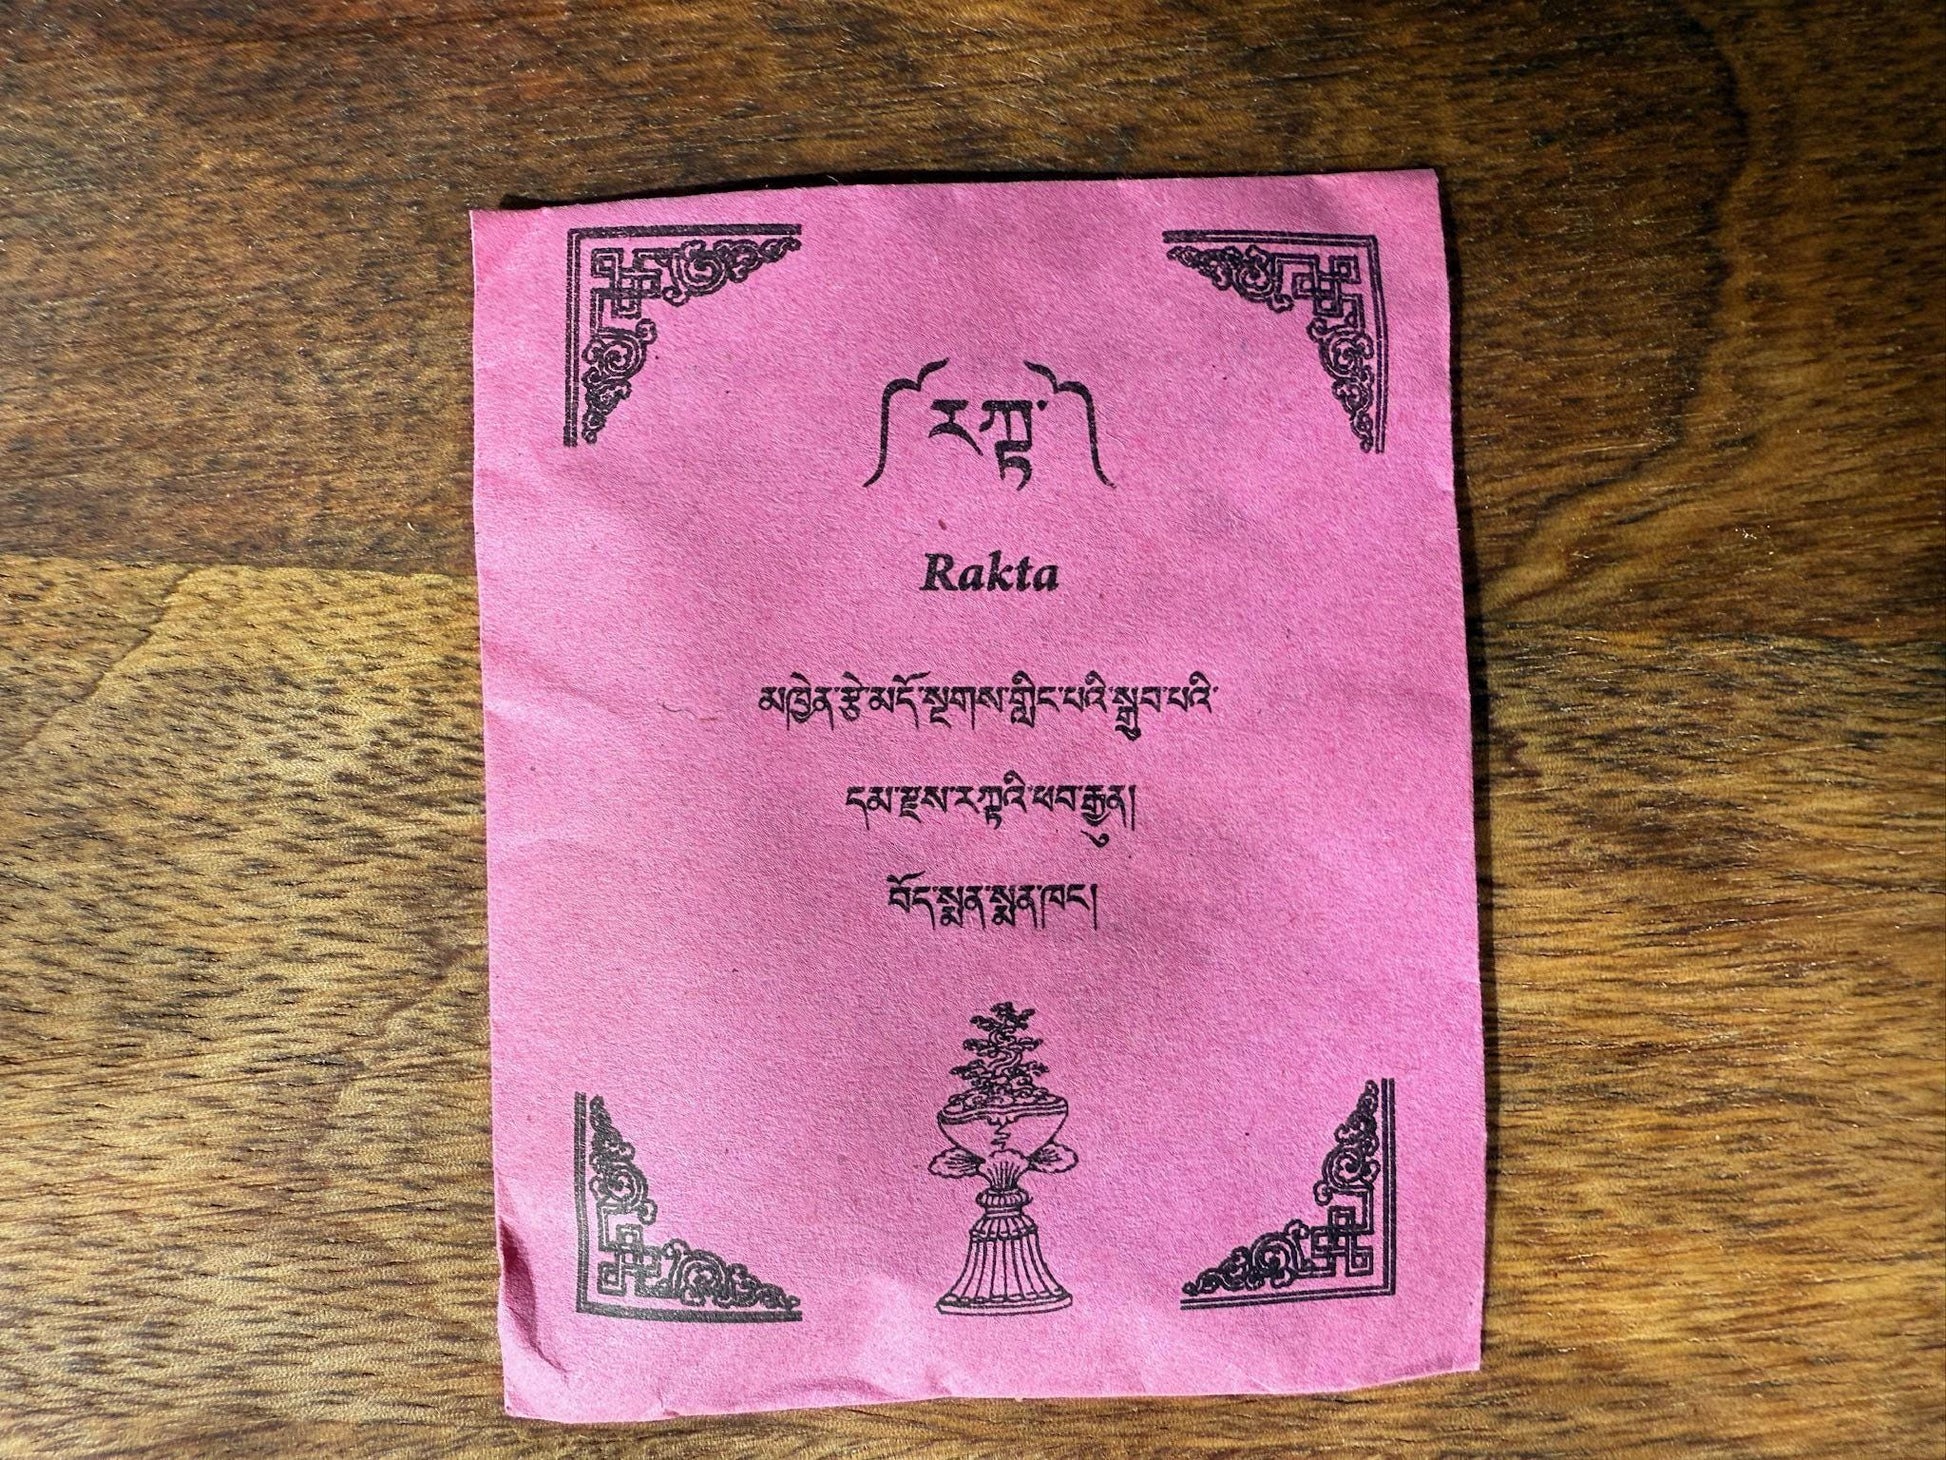 ༼རཀྟ་༽
Rakta
མཁྱེན་རྩེ་མདོ་སྔགས་གླིང་པའི་སྒྲུབ་པའི་
དམ་རྫས་རཀྟའི་ཕབ་རྒྱུན།
བོད་སྨན་སྨན་ཁང།